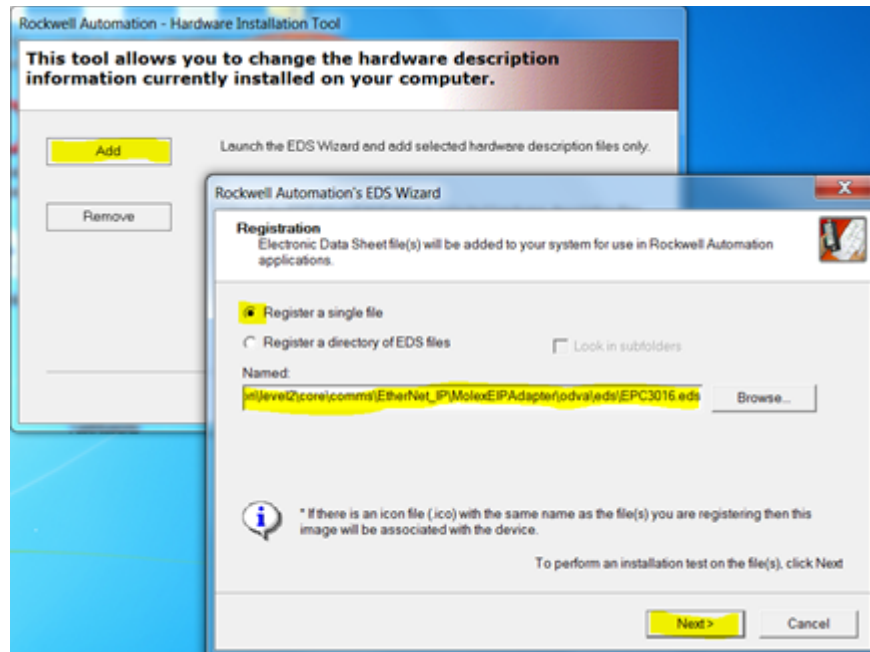 Rockwell Automation - Hardware Installation Tool
This tool allows you to change the hardware description
information currently installed on your computer.
Add
Launch the EDS Wizard and add selected hardware description files only.
Remove
Rockwell Automation's EDS Wizard
Registration
Electronic Data Sheet file(s) will be added to your system for use in Rockwell Automation
applications.
Register a single file
Register a directory of EDS files
Look in subfolders
Named:
\level2\core\comms\EtherNet_IP\MolexEIPAdapter\odva\eds\EPC3016.eds
Browse...
* If there is an icon file (.ico) with the same name as the file(s) you are registering then this
image will be associated with the device.
To perform an installation test on the file(s), click Next
Next >
Cancel